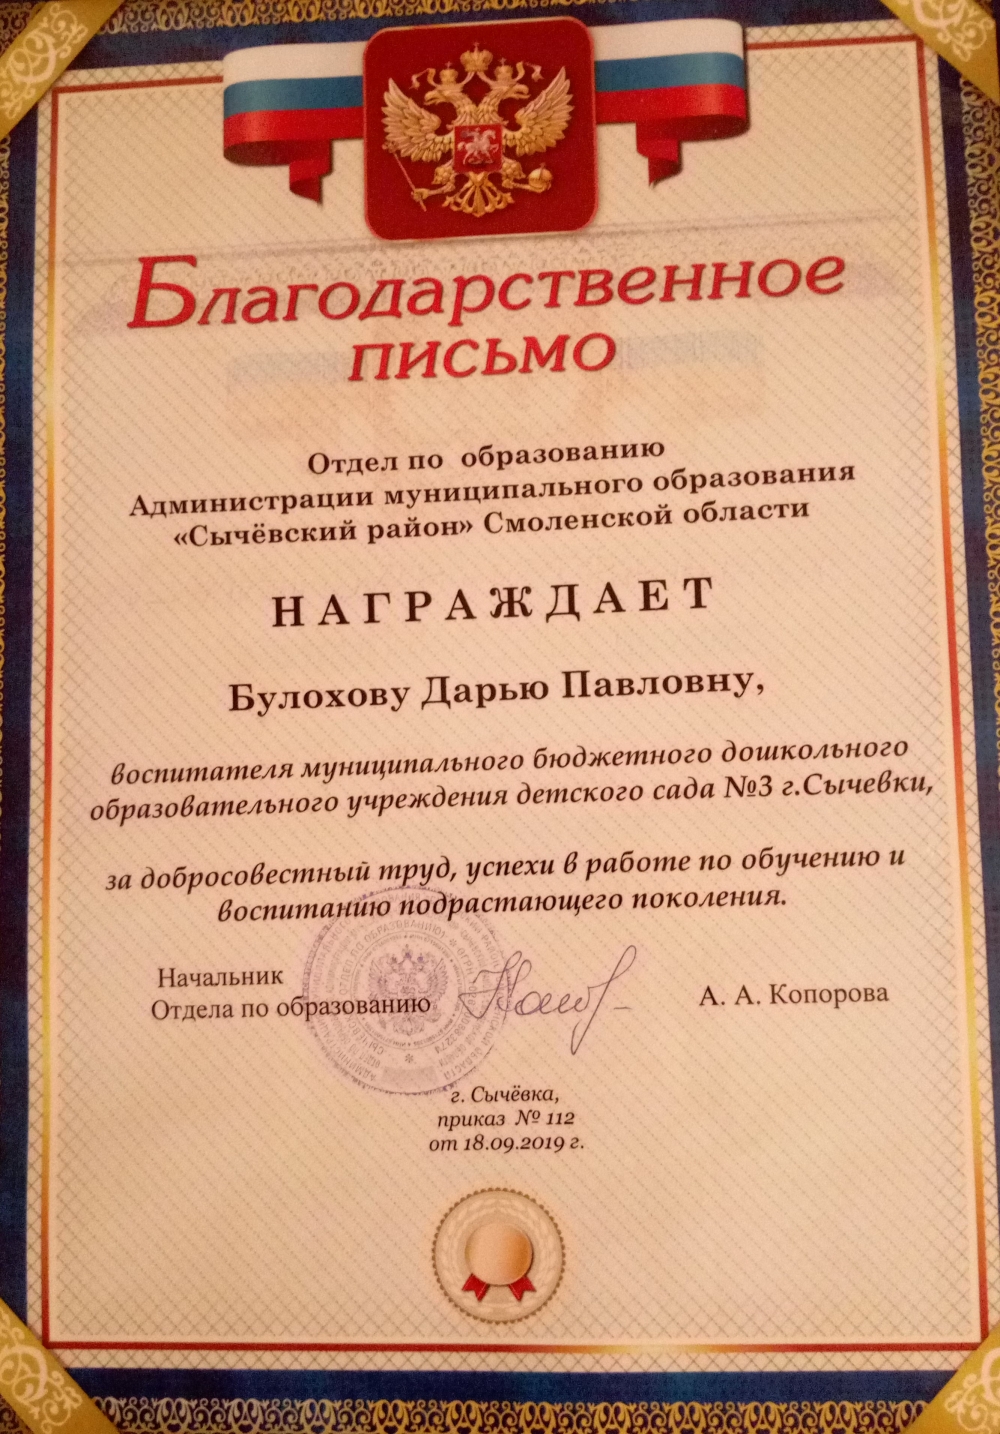 Благодарственное
письмо
Отдел по образованию
Администрации муниципального образования
«Сычёвский район» Смоленской области
НАГРАЖДАЕТ
Булохову Дарью Павловну,
воспитателя муниципального бюджетного дошкольного
образовательного учреждения детского сада №3 г.Сычевки,
за добросовестный труд, успехи в работе по обучению и
воспитанию подрастающего поколения.
Начальник
Отдела по образованию
А. А. Копорова
г. Сычёвка,
приказ № 112
от 18.09.2019 г.